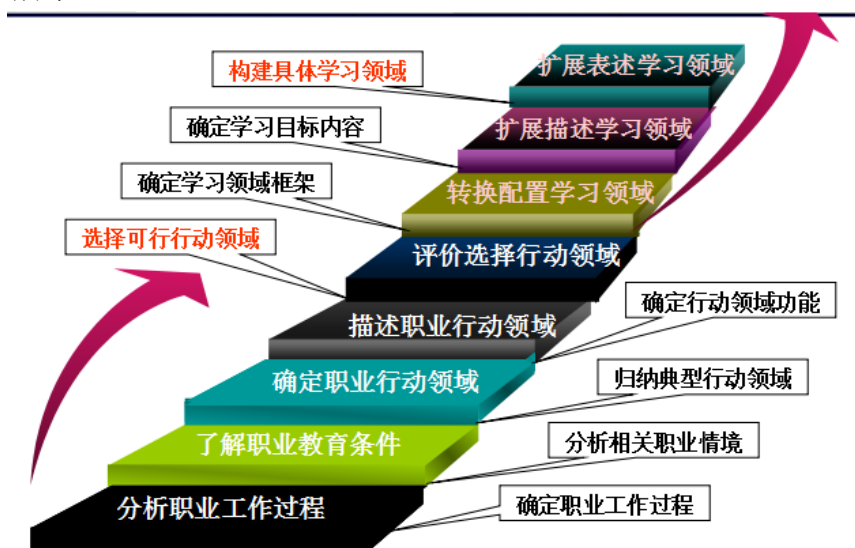 构建具体学习领域
扩展表述学习领域
确定学习目标内容
扩展描述学习领域
确定学习领域框架
转换配置学习领域
选择可行行动领域
评价选择行动领域
确定行动领域功能
描述职业行动领域
归纳典型行动领域
确定职业行动领域
分析相关职业情境
了解职业教育条件
确定职业工作过程
分析职业工作过程